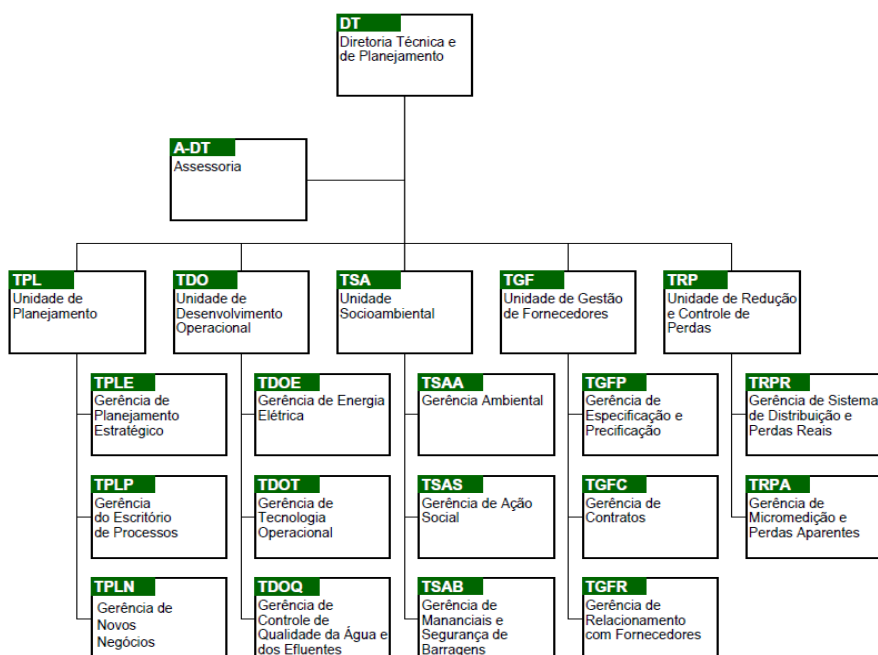 DT
Diretoria Técnica e
de Planejamento
A-DT
Assessoria
TPL
Unidade de
Planejamento
TDO
Unidade de
Desenvolvimento
Operacional
TSA
Unidade
Socioambiental
TGF
Unidade de Gestão
de Fornecedores
TRP
Unidade de Redução
e Controle de
Perdas
TPLE
Gerência de
Planejamento
Estratégico
TDOE
Gerência de Energia
Elétrica
TSAA
Gerência Ambiental
TGFP
Gerência de
Especificação e
Precificação
TRPR
Gerência de Sistema
de Distribuição e
Perdas Reais
TPLP
Gerência
do Escritório
de Processos
TDOT
Gerência de
Tecnologia
Operacional
TSAS
Gerência de Ação
Social
TGFC
Gerência de
Contratos
TRPA
Gerência de
Micromedição e
Perdas Aparentes
TPLN
Gerência de
Novos
Negócios
TDOQ
Gerência de
Controle de
Qualidade da Água e
dos Efluentes
TSAB
Gerência de
Mananciais e
Segurança de
Barragens
TGFR
Gerência de
Relacionamento
com Fornecedores